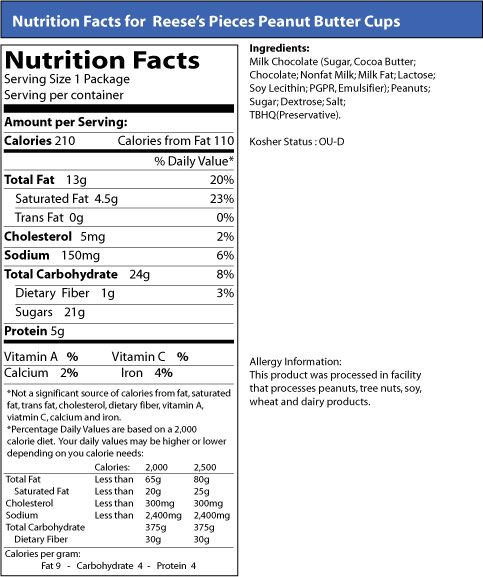 Nutrition Facts for Reese's Pieces Peanut Butter Cups
Nutrition Facts
Serving Size 1 Package
Serving per container
Amount per Serving:
Calories 210 Calories from Fat 110
% Daily Value*
Total Fat 13g 20%
Saturated Fat 4.5g 23%
Trans Fat 0g 0%
Cholesterol 5mg 2%
Sodium 150mg 6%
Total Carbohydrate 24g 8%
Dietary Fiber 1g 3%
Sugars 21g
Protein 5g
Vitamin A % Vitamin C %
Calcium 2% Iron 4%
*Not a significant source of calories from fat, saturated
fat, trans fat, cholesterol, dietary fiber, vitamin A,
viatmin C, calcium and iron.
*Percentage Daily Values are based on a 2,000
calorie diet. Your daily values may be higher or lower
depending on you calorie needs:
Calories: 2,000 2,500
Total Fat Less than 65g 80g
Saturated Fat Less than 20g 25g
Cholesterol Less than 300mg 300mg
Sodium Less than 2,400mg 2,400mg
Total Carbohydrate 375g 375g
Dietary Fiber 30g 30g
Calories per gram:
Fat 9 - Carbohydrate 4 - Protein 4
Ingredients:
Milk Chocolate (Sugar, Cocoa Butter;
Chocolate; Nonfat Milk; Milk Fat; Lactose;
Soy Lecithin; PGPR, Emulsifier); Peanuts;
Sugar; Dextrose; Salt;
TBHQ(Preservative).
Kosher Status : OU-D
Allergy Information:
This product was processed in facility
that processes peanuts, tree nuts, soy,
wheat and dairy products.